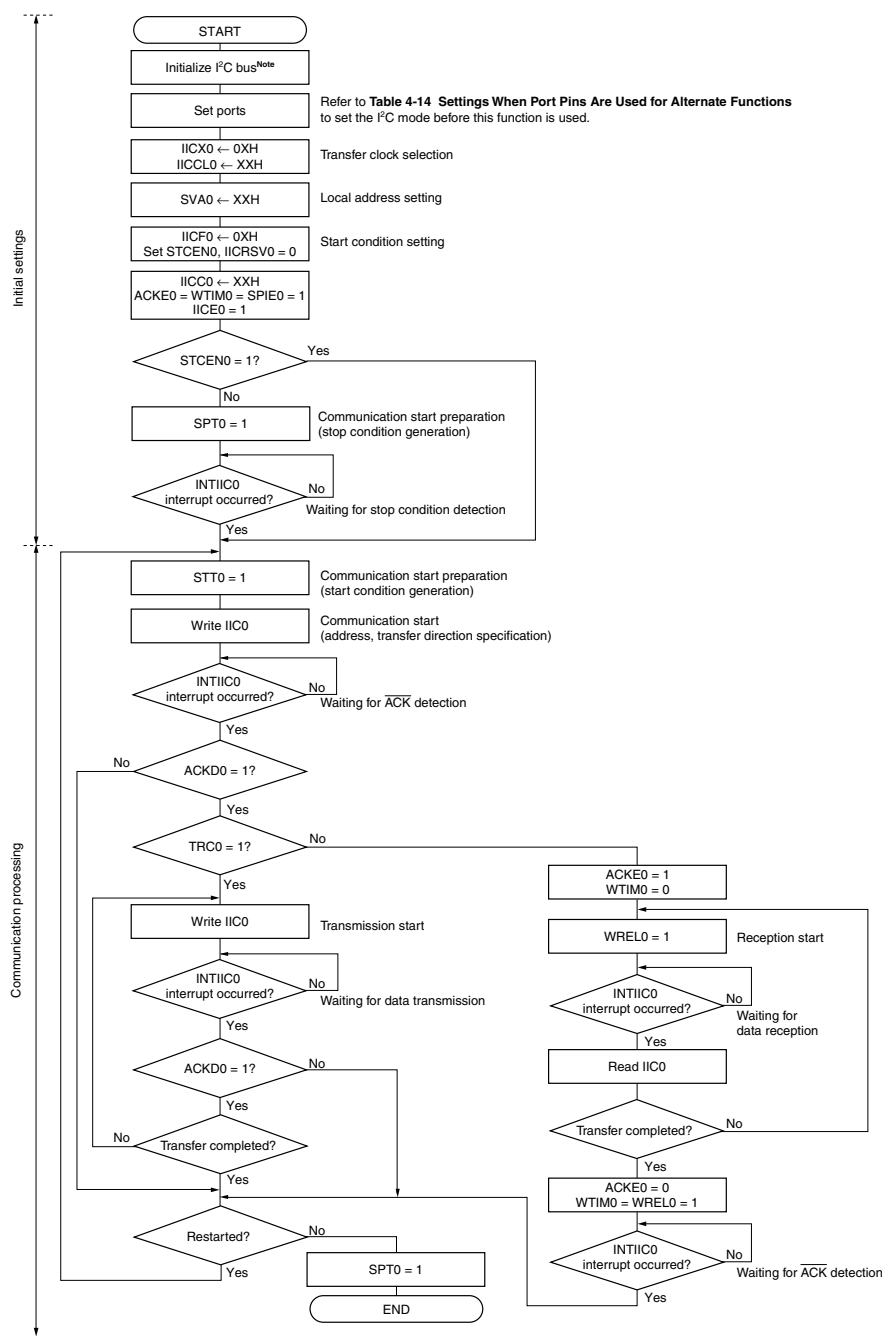 START
Initialize I²C busNote
Set ports
Refer to Table 4-14 Settings When Port Pins Are Used for Alternate Functions
to set the I²C mode before this function is used.
IICX0 ← 0XH
IICCL0 ← XXH
Transfer clock selection
SVA0 ← XXH
Local address setting
IICF0 ← 0XH
Set STCEN0, IICRSV0 = 0
Start condition setting
IICC0 ← XXH
ACKE0 = WTIM0 = SPIE0 = 1
IICE0 = 1
Initial settings
STCEN0 = 1?
Yes
No
SPT0 = 1
Communication start preparation
(stop condition generation)
INTIIC0
interrupt occurred?
No
Waiting for stop condition detection
Yes
STT0 = 1
Communication start preparation
(start condition generation)
Write IIC0
Communication start
(address, transfer direction specification)
INTIIC0
interrupt occurred?
No
Waiting for ACK detection
Yes
No
ACKD0 = 1?
Yes
TRC0 = 1?
No
Yes
Communication processing
Write IIC0
Transmission start
INTIIC0
interrupt occurred?
No
Waiting for data transmission
Yes
ACKD0 = 1?
No
Yes
No
Transfer completed?
Yes
Restarted?
No
Yes
SPT0 = 1
END
ACKE0 = 1
WTIM0 = 0
WREL0 = 1
Reception start
INTIIC0
interrupt occurred?
No
Waiting for
data reception
Yes
Read IIC0
Transfer completed?
No
Yes
ACKE0 = 0
WTIM0 = WREL0 = 1
INTIIC0
interrupt occurred?
No
Waiting for ACK detection
Yes